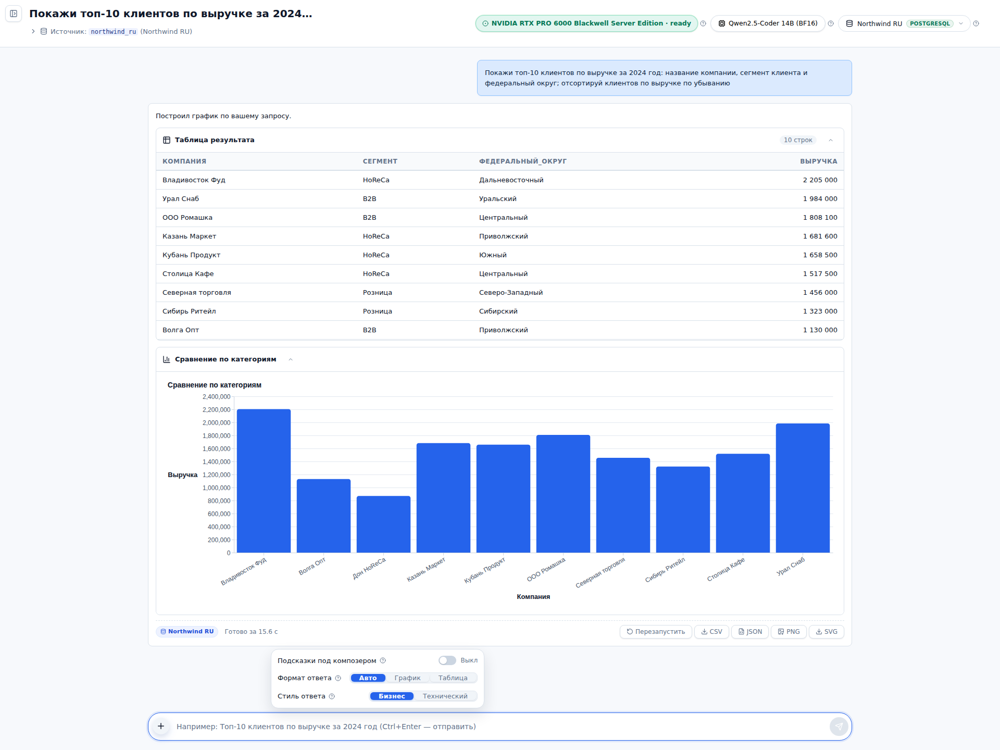 Покажи топ-10 клиентов по выручке за 2024…
Источник: northwind_ru (Northwind RU)
NVIDIA RTX PRO 6000 Blackwell Server Edition · ready
Qwen2.5-Coder 14B (BF16)
Northwind RU POSTGRESQL
Покажи топ-10 клиентов по выручке за 2024 год: название компании, сегмент клиента и
федеральный округ; отсортируй клиентов по выручке по убыванию
Построил график по вашему запросу.
Таблица результата 10 строк
КОМПАНИЯ СЕГМЕНТ ФЕДЕРАЛЬНЫЙ_ОКРУГ ВЫРУЧКА
Владивосток Фуд HoReCa Дальневосточный 2 205 000
Урал Снаб B2B Уральский 1 984 000
ООО Ромашка B2B Центральный 1 808 100
Казань Маркет HoReCa Приволжский 1 681 600
Кубань Продукт HoReCa Южный 1 658 500
Столица Кафе HoReCa Центральный 1 517 500
Северная торговля Розница Северо-Западный 1 456 000
Сибирь Ритейл Розница Сибирский 1 323 000
Волга Опт B2B Приволжский 1 130 000
Сравнение по категориям
Сравнение по категориям
2,400,000
2,200,000
2,000,000
1,800,000
1,600,000
1,400,000
Выручка 1,200,000
1,000,000
800,000
600,000
400,000
200,000
0
Владивосток Фуд Волга Опт Дон HoReCa Казань Маркет Кубань Продукт ООО Ромашка Северная торговля Сибирь Ритейл Столица Кафе Урал Снаб
Компания
Northwind RU Готово за 15.6 с Перезапустить CSV JSON PNG SVG
Подсказки под композером Выкл
Формат ответа Авто График Таблица
Стиль ответа Бизнес Технический
Например: Топ-10 клиентов по выручке за 2024 год (Ctrl+Enter — отправить)